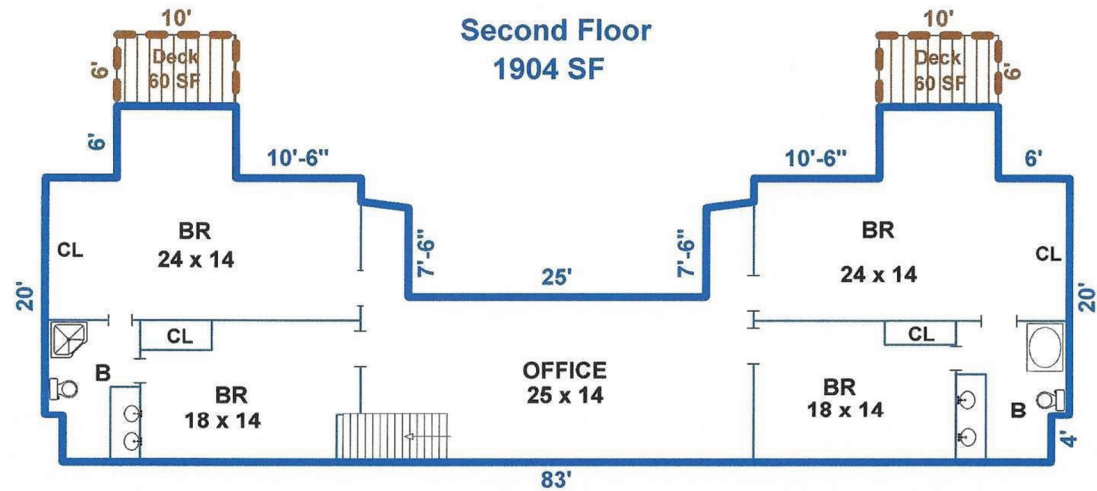 10'
Second Floor
1904 SF
10'
6'
Deck
60 SF
Deck
60 SF
6'
6'
10'-6"
10'-6"
6'
BR
24 x 14
CL
7'-6"
25'
7'-6"
BR
24 x 14
CL
20'
20'
CL
B
BR
18 x 14
OFFICE
25 x 14
CL
BR
18 x 14
B
4'
83'